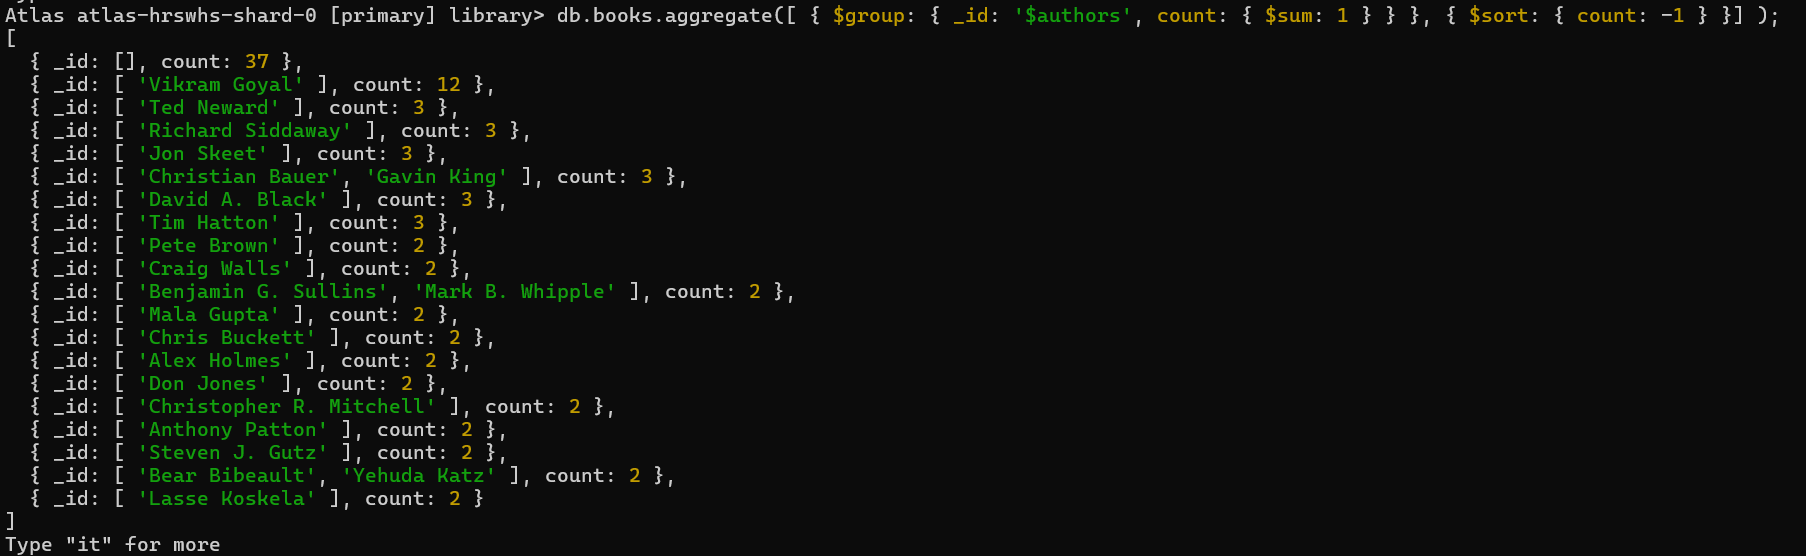 Atlas atlas-hrswhs-shard-0 [primary] library> db.books.aggregate([ { $group: { _id: '$authors', count: { $sum: 1 } } }, { $sort: { count: -1 } }] );
[
  { _id: [], count: 37 },
  { _id: [ 'Vikram Goyal' ], count: 12 },
  { _id: [ 'Ted Neward' ], count: 3 },
  { _id: [ 'Richard Siddaway' ], count: 3 },
  { _id: [ 'Jon Skeet' ], count: 3 },
  { _id: [ 'Christian Bauer', 'Gavin King' ], count: 3 },
  { _id: [ 'David A. Black' ], count: 3 },
  { _id: [ 'Tim Hatton' ], count: 3 },
  { _id: [ 'Pete Brown' ], count: 2 },
  { _id: [ 'Craig Walls' ], count: 2 },
  { _id: [ 'Benjamin G. Sullins', 'Mark B. Whipple' ], count: 2 },
  { _id: [ 'Mala Gupta' ], count: 2 },
  { _id: [ 'Chris Buckett' ], count: 2 },
  { _id: [ 'Alex Holmes' ], count: 2 },
  { _id: [ 'Don Jones' ], count: 2 },
  { _id: [ 'Christopher R. Mitchell' ], count: 2 },
  { _id: [ 'Anthony Patton' ], count: 2 },
  { _id: [ 'Steven J. Gutz' ], count: 2 },
  { _id: [ 'Bear Bibeault', 'Yehuda Katz' ], count: 2 },
  { _id: [ 'Lasse Koskela' ], count: 2 }
]
Type "it" for more